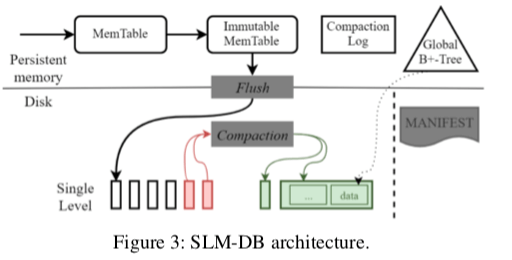 MemTable
Immutable
MemTable
Compaction
Log
Global
B+-Tree
Persistent
memory
Flush
Disk
MANIFEST
Compaction
Single
Level
...
data
Figure 3: SLM-DB architecture.